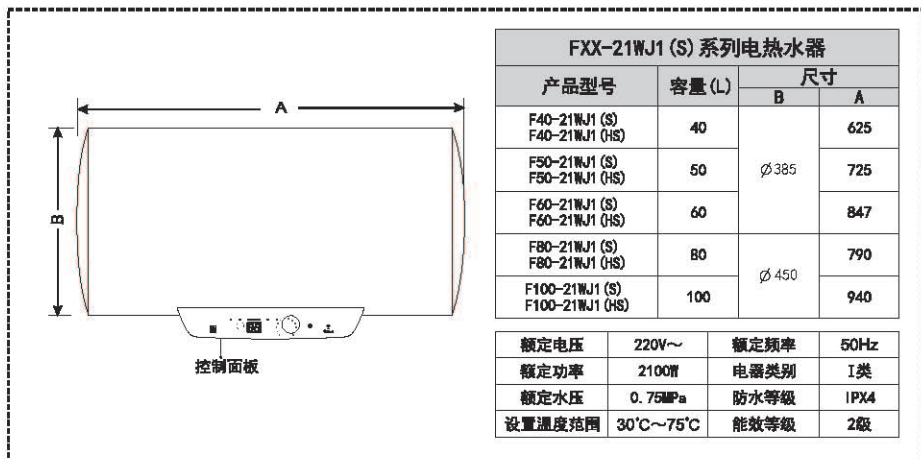 A
B
控制面板
FXX-21WJ1(S)系列电热水器
产品型号 容量(L) 尺寸
B A
F40-21WJ1(S)
F40-21WJ1(HS)
40
Ø385
625
F50-21WJ1(S)
F50-21WJ1(HS)
50
725
F60-21WJ1(S)
F60-21WJ1(HS)
60
847
F80-21WJ1(S)
F80-21WJ1(HS)
80
Ø450
790
F100-21WJ1(S)
F100-21WJ1(HS)
100
940
额定电压 220V～ 额定频率 50Hz
额定功率 2100W 电器类别 I类
额定水压 0.75MPa 防水等级 IPX4
设置温度范围 30℃～75℃ 能效等级 2级